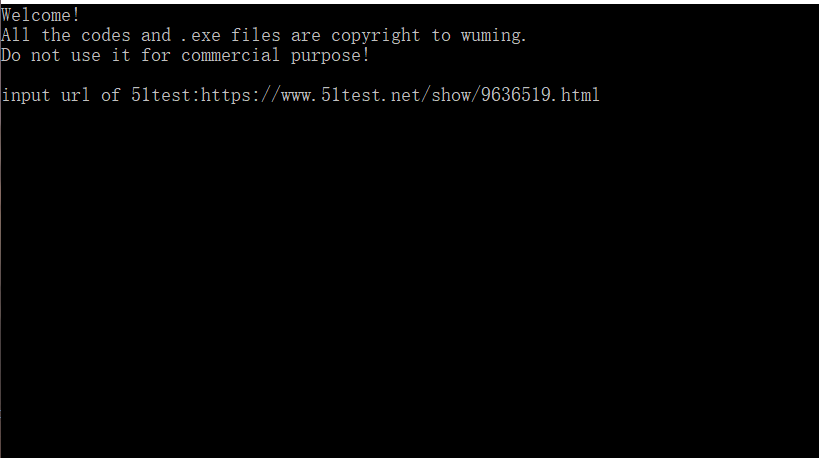 Welcome!
All the codes and .exe files are copyright to wuming.
Do not use it for commercial purpose!
input url of 51test:https://www.51test.net/show/9636519.html